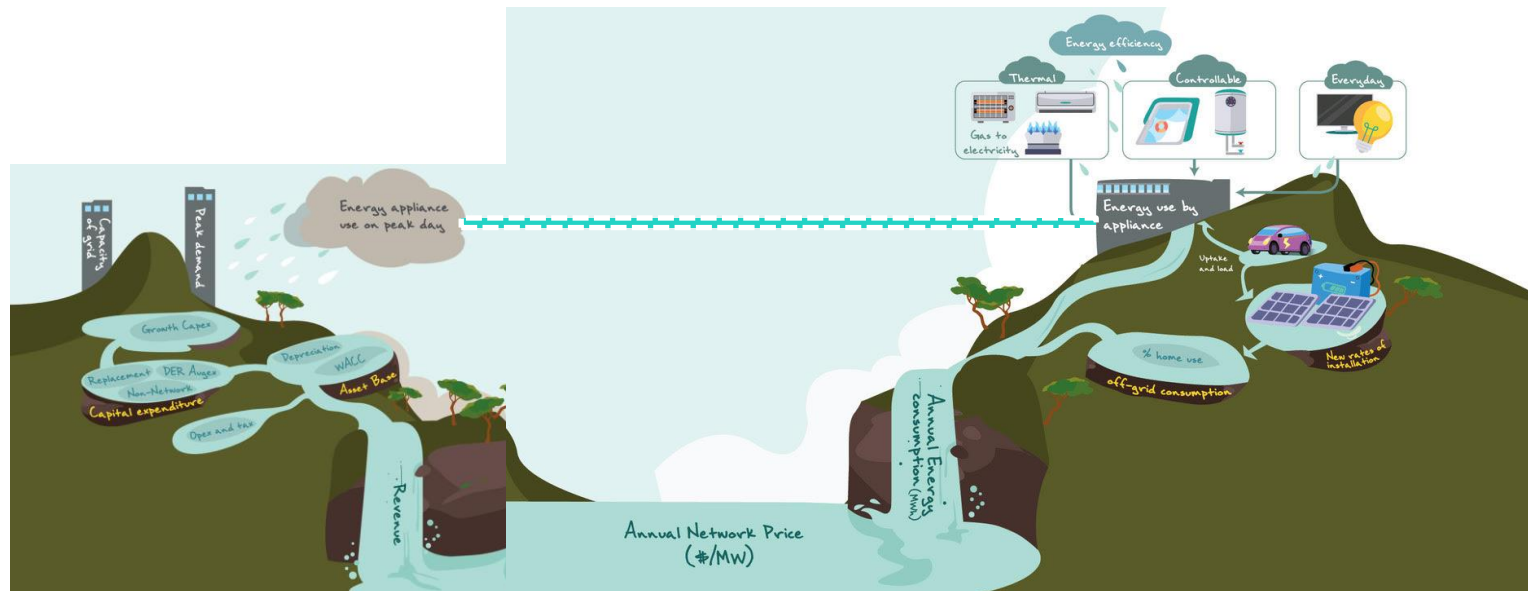 Energy efficiency
Thermal
Controllable
Everyday
Gas to
electricity
Capacity
of grid
Peak demand
Energy appliance
use on peak day
Energy use by
appliance
Uptake
and load
Growth Capex
Depreciation
WACC
Asset Base
Replacement
DER Augex
Non-Network
Capital expenditure
Opex and tax
Revenue
% home use
off-grid consumption
New rates of
installation
Annual Energy
consumption (MWh)
Annual Network Price
($/MW)